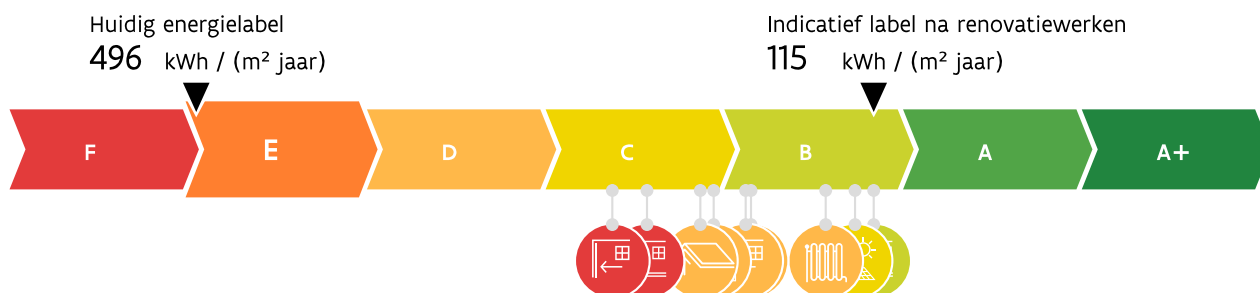 Huidig energielabel
496 kWh / (m² jaar)
Indicatief label na renovatiewerken
115 kWh / (m² jaar)
F E D C B A A+